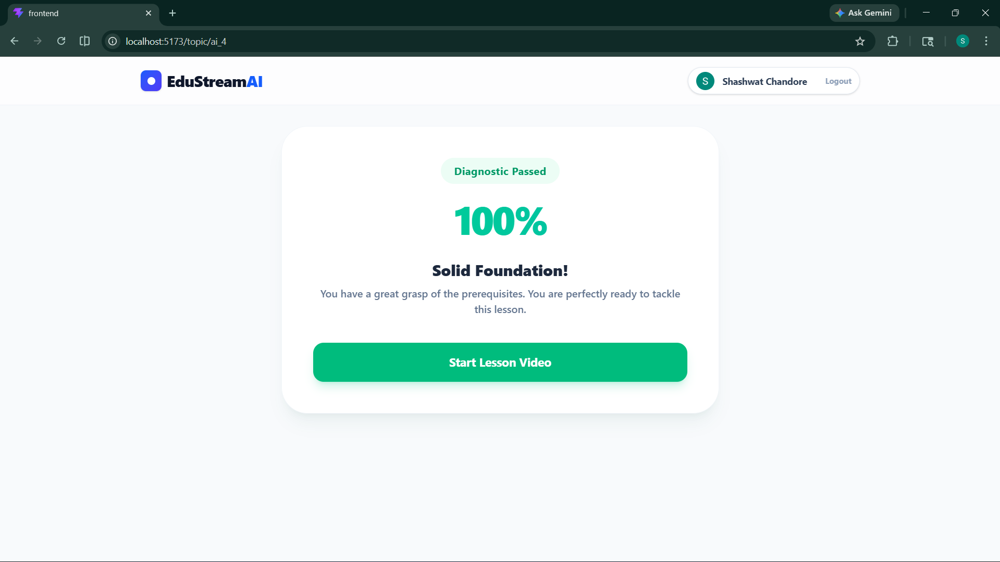 frontend
Ask Gemini
localhost:5173/topic/ai_4
S
EduStreamAI
S
Shashwat Chandore
Logout
Diagnostic Passed
100%
Solid Foundation!
You have a great grasp of the prerequisites. You are perfectly ready to tackle
this lesson.
Start Lesson Video